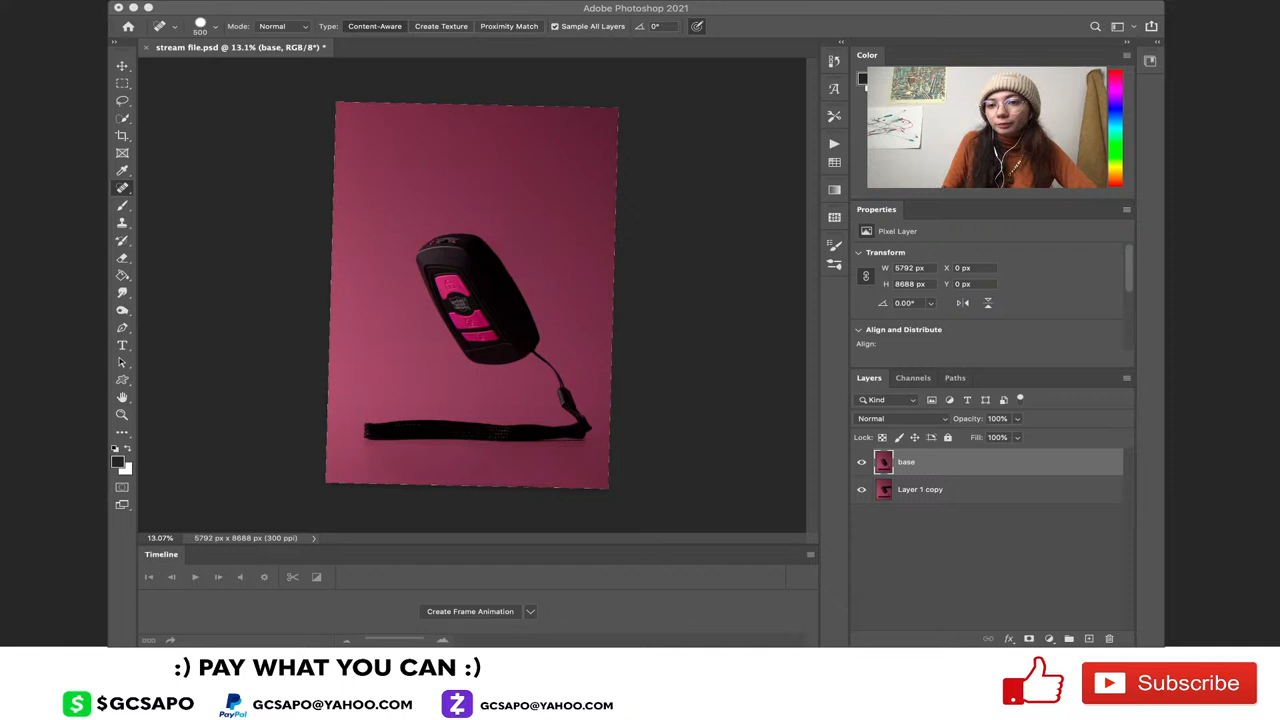 Adobe Photoshop 2021
500
Mode: Normal
Type: Content-Aware Create Texture Proximity Match Sample All Layers 0°
stream file.psd @ 13.1% (base, RGB/8*) *
Color
Properties
Pixel Layer
Transform
W 5792 px X 0 px
H 8688 px Y 0 px
0.00°
Align and Distribute
Align:
Layers Channels Paths
Kind
Normal Opacity: 100%
Lock: Fill: 100%
base
Layer 1 copy
fx
13.07% 5792 px x 8688 px (300 ppi)
Timeline
Create Frame Animation
:) PAY WHAT YOU CAN :)
$GCSAPO
PayPal
GCSAPO@YAHOO.COM
GCSAPO@YAHOO.COM
Subscribe